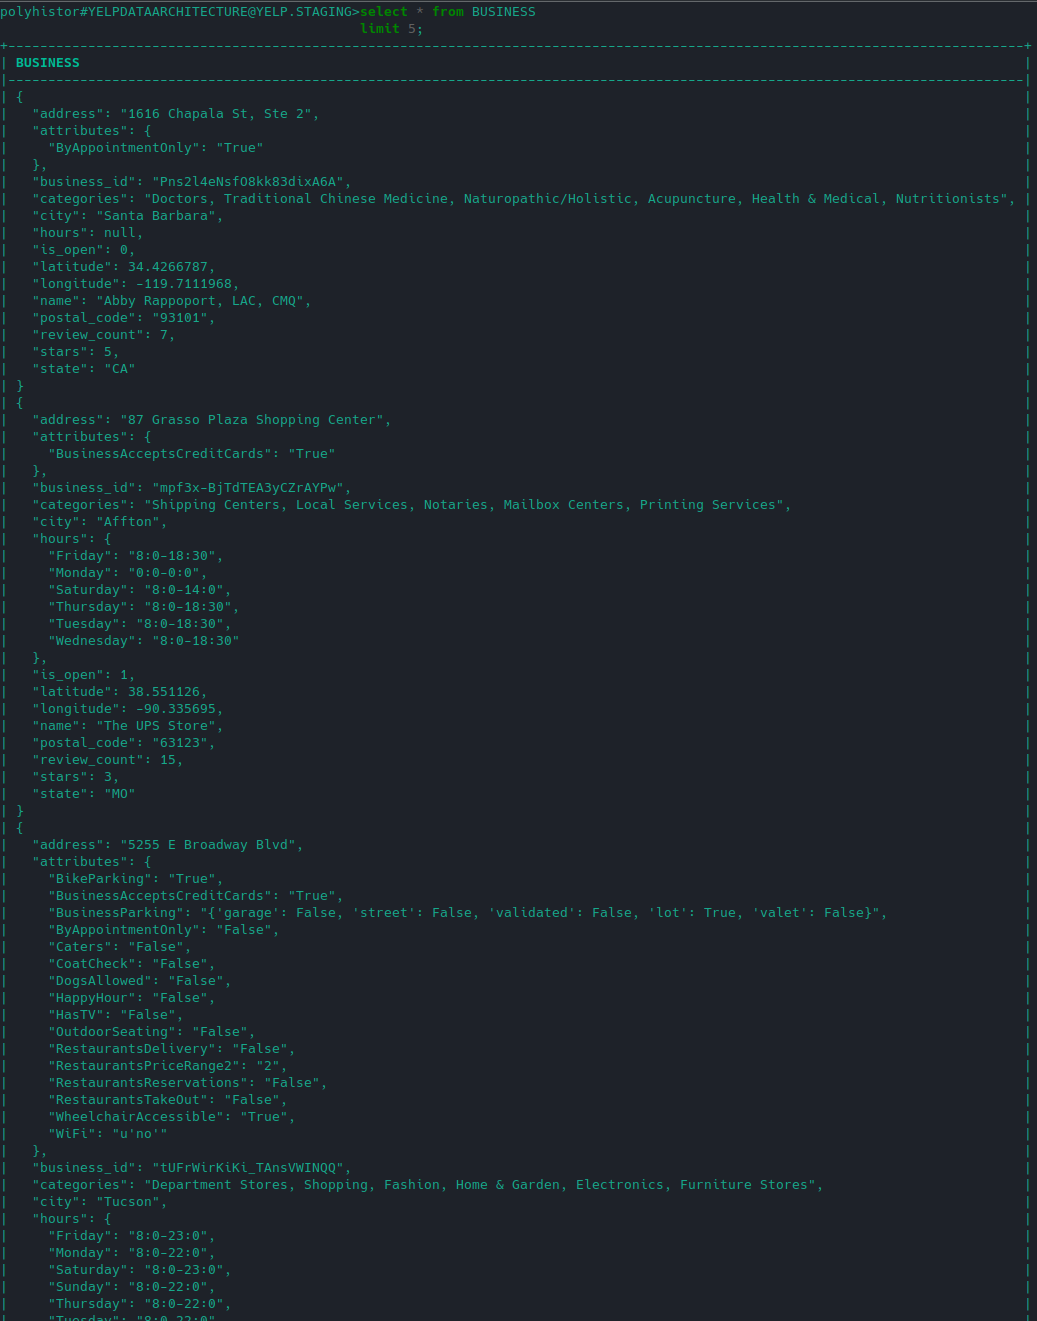 polyhistor#YELPDATAARCHITECTURE@YELP.STAGING>select * from BUSINESS
                                             limit 5;
+-------------------------------------------------------------------------------------------------------------------------------+
| BUSINESS                                                                                                                      |
|-------------------------------------------------------------------------------------------------------------------------------|
| {                                                                                                                             |
|   "address": "1616 Chapala St, Ste 2",                                                                                        |
|   "attributes": {                                                                                                             |
|     "ByAppointmentOnly": "True"                                                                                               |
|   },                                                                                                                          |
|   "business_id": "Pns2l4eNsfO8kk83dixA6A",                                                                                    |
|   "categories": "Doctors, Traditional Chinese Medicine, Naturopathic/Holistic, Acupuncture, Health & Medical, Nutritionists", |
|   "city": "Santa Barbara",                                                                                                    |
|   "hours": null,                                                                                                              |
|   "is_open": 0,                                                                                                               |
|   "latitude": 34.4266787,                                                                                                     |
|   "longitude": -119.7111968,                                                                                                  |
|   "name": "Abby Rappoport, LAC, CMQ",                                                                                         |
|   "postal_code": "93101",                                                                                                     |
|   "review_count": 7,                                                                                                          |
|   "stars": 5,                                                                                                                 |
|   "state": "CA"                                                                                                               |
| }                                                                                                                             |
| {                                                                                                                             |
|   "address": "87 Grasso Plaza Shopping Center",                                                                               |
|   "attributes": {                                                                                                             |
|     "BusinessAcceptsCreditCards": "True"                                                                                      |
|   },                                                                                                                          |
|   "business_id": "mpf3x-BjTdTEA3yCZrAYPw",                                                                                    |
|   "categories": "Shipping Centers, Local Services, Notaries, Mailbox Centers, Printing Services",                             |
|   "city": "Affton",                                                                                                           |
|   "hours": {                                                                                                                  |
|     "Friday": "8:0-18:30",                                                                                                    |
|     "Monday": "0:0-0:0",                                                                                                      |
|     "Saturday": "8:0-14:0",                                                                                                   |
|     "Thursday": "8:0-18:30",                                                                                                  |
|     "Tuesday": "8:0-18:30",                                                                                                   |
|     "Wednesday": "8:0-18:30"                                                                                                  |
|   },                                                                                                                          |
|   "is_open": 1,                                                                                                               |
|   "latitude": 38.551126,                                                                                                      |
|   "longitude": -90.335695,                                                                                                    |
|   "name": "The UPS Store",                                                                                                    |
|   "postal_code": "63123",                                                                                                     |
|   "review_count": 15,                                                                                                         |
|   "stars": 3,                                                                                                                 |
|   "state": "MO"                                                                                                               |
| }                                                                                                                             |
| {                                                                                                                             |
|   "address": "5255 E Broadway Blvd",                                                                                          |
|   "attributes": {                                                                                                             |
|     "BikeParking": "True",                                                                                                    |
|     "BusinessAcceptsCreditCards": "True",                                                                                     |
|     "BusinessParking": "{'garage': False, 'street': False, 'validated': False, 'lot': True, 'valet': False}",                 |
|     "ByAppointmentOnly": "False",                                                                                             |
|     "Caters": "False",                                                                                                        |
|     "CoatCheck": "False",                                                                                                     |
|     "DogsAllowed": "False",                                                                                                   |
|     "HappyHour": "False",                                                                                                     |
|     "HasTV": "False",                                                                                                         |
|     "OutdoorSeating": "False",                                                                                                |
|     "RestaurantsDelivery": "False",                                                                                           |
|     "RestaurantsPriceRange2": "2",                                                                                            |
|     "RestaurantsReservations": "False",                                                                                       |
|     "RestaurantsTakeOut": "False",                                                                                            |
|     "WheelchairAccessible": "True",                                                                                           |
|     "WiFi": "u'no'"                                                                                                           |
|   },                                                                                                                          |
|   "business_id": "tUFrWirKiKi_TAnsVWINQQ",                                                                                    |
|   "categories": "Department Stores, Shopping, Fashion, Home & Garden, Electronics, Furniture Stores",                         |
|   "city": "Tucson",                                                                                                           |
|   "hours": {                                                                                                                  |
|     "Friday": "8:0-23:0",                                                                                                     |
|     "Monday": "8:0-22:0",                                                                                                     |
|     "Saturday": "8:0-23:0",                                                                                                   |
|     "Sunday": "8:0-22:0",                                                                                                     |
|     "Thursday": "8:0-22:0",                                                                                                   |
|     "Tuesday": "8:0-22:0"                                                                                                     |